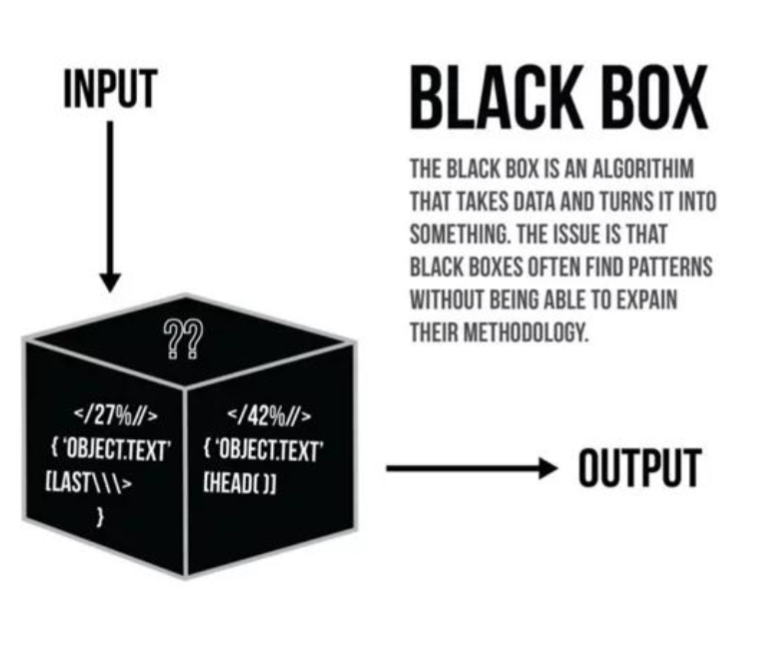 INPUT
BLACK BOX
THE BLACK BOX IS AN ALGORITHIM
THAT TAKES DATA AND TURNS IT INTO
SOMETHING. THE ISSUE IS THAT
BLACK BOXES OFTEN FIND PATTERNS
WITHOUT BEING ABLE TO EXPAIN
THEIR METHODOLOGY.
??
</27%//>
{ 'OBJECT.TEXT'
[LAST\\\>
}
</42%//>
{ 'OBJECT.TEXT'
[HEAD( )]
OUTPUT